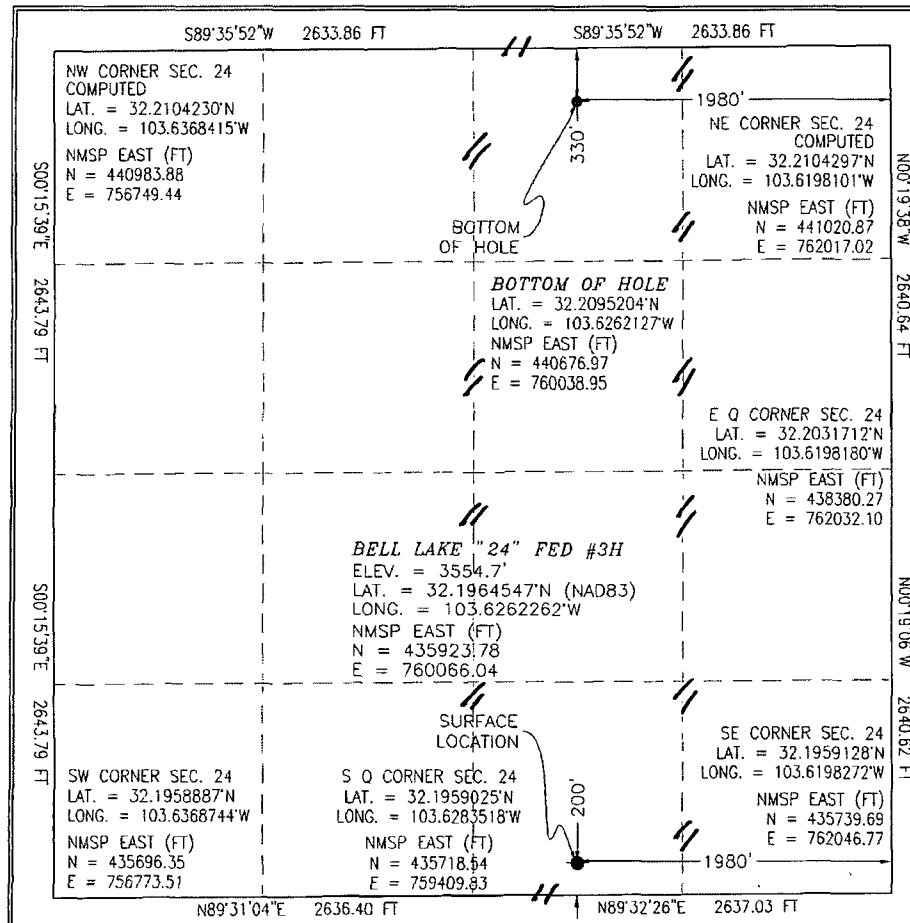 S89°35'52"W 2633.86 FT S89°35'52"W 2633.86 FT
NW CORNER SEC. 24
COMPUTED
LAT. = 32.2104230°N
LONG. = 103.6368415°W
NMSP EAST (FT)
N = 440983.88
E = 756749.44
1980'
330'
NE CORNER SEC. 24
COMPUTED
LAT. = 32.2104297°N
LONG. = 103.6198101°W
NMSP EAST (FT)
N = 441020.87
E = 762017.02
BOTTOM
OF HOLE
S00°15'39"E 2643.79 FT
N00°19'38"W 2640.64 FT
BOTTOM OF HOLE
LAT. = 32.2095204°N
LONG. = 103.6262127°W
NMSP EAST (FT)
N = 440676.97
E = 760038.95
E Q CORNER SEC. 24
LAT. = 32.2031712°N
LONG. = 103.6198180°W
NMSP EAST (FT)
N = 438380.27
E = 762032.10
BELL LAKE "24" FED #3H
ELEV. = 3554.7'
LAT. = 32.1964547°N (NAD83)
LONG. = 103.6262262°W
NMSP EAST (FT)
N = 435923.78
E = 760066.04
S00°15'39"E 2643.79 FT
N00°19'06"W 2640.62 FT
SURFACE
LOCATION
200'
1980'
SW CORNER SEC. 24
LAT. = 32.1958887°N
LONG. = 103.6368744°W
NMSP EAST (FT)
N = 435696.35
E = 756773.51
S Q CORNER SEC. 24
LAT. = 32.1959025°N
LONG. = 103.6283518°W
NMSP EAST (FT)
N = 435718.54
E = 759409.83
SE CORNER SEC. 24
LAT. = 32.1959128°N
LONG. = 103.6198272°W
NMSP EAST (FT)
N = 435739.69
E = 762046.77
N89°31'04"E 2636.40 FT N89°32'26"E 2637.03 FT